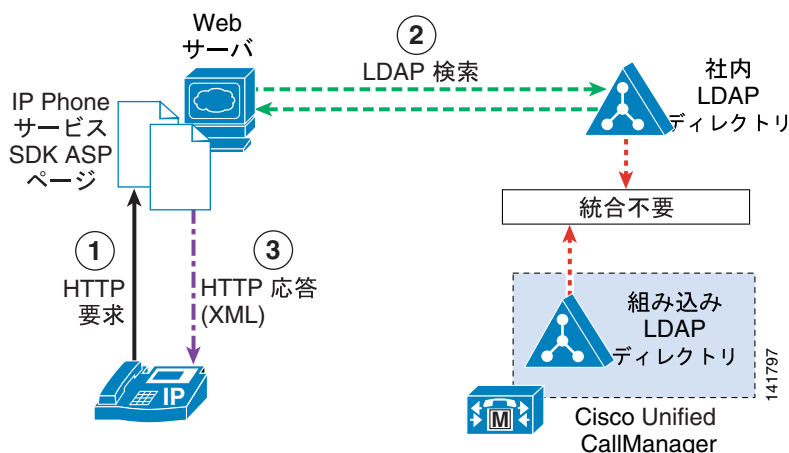 Web
サーバ
2
LDAP 検索
社内
LDAP
ディレクトリ
IP Phone
サービス
SDK ASP
ページ
統合不要
1
HTTP
要求
3
HTTP 応答
(XML)
組み込み
LDAP
ディレクトリ
IP
M
Cisco Unified
CallManager
141797